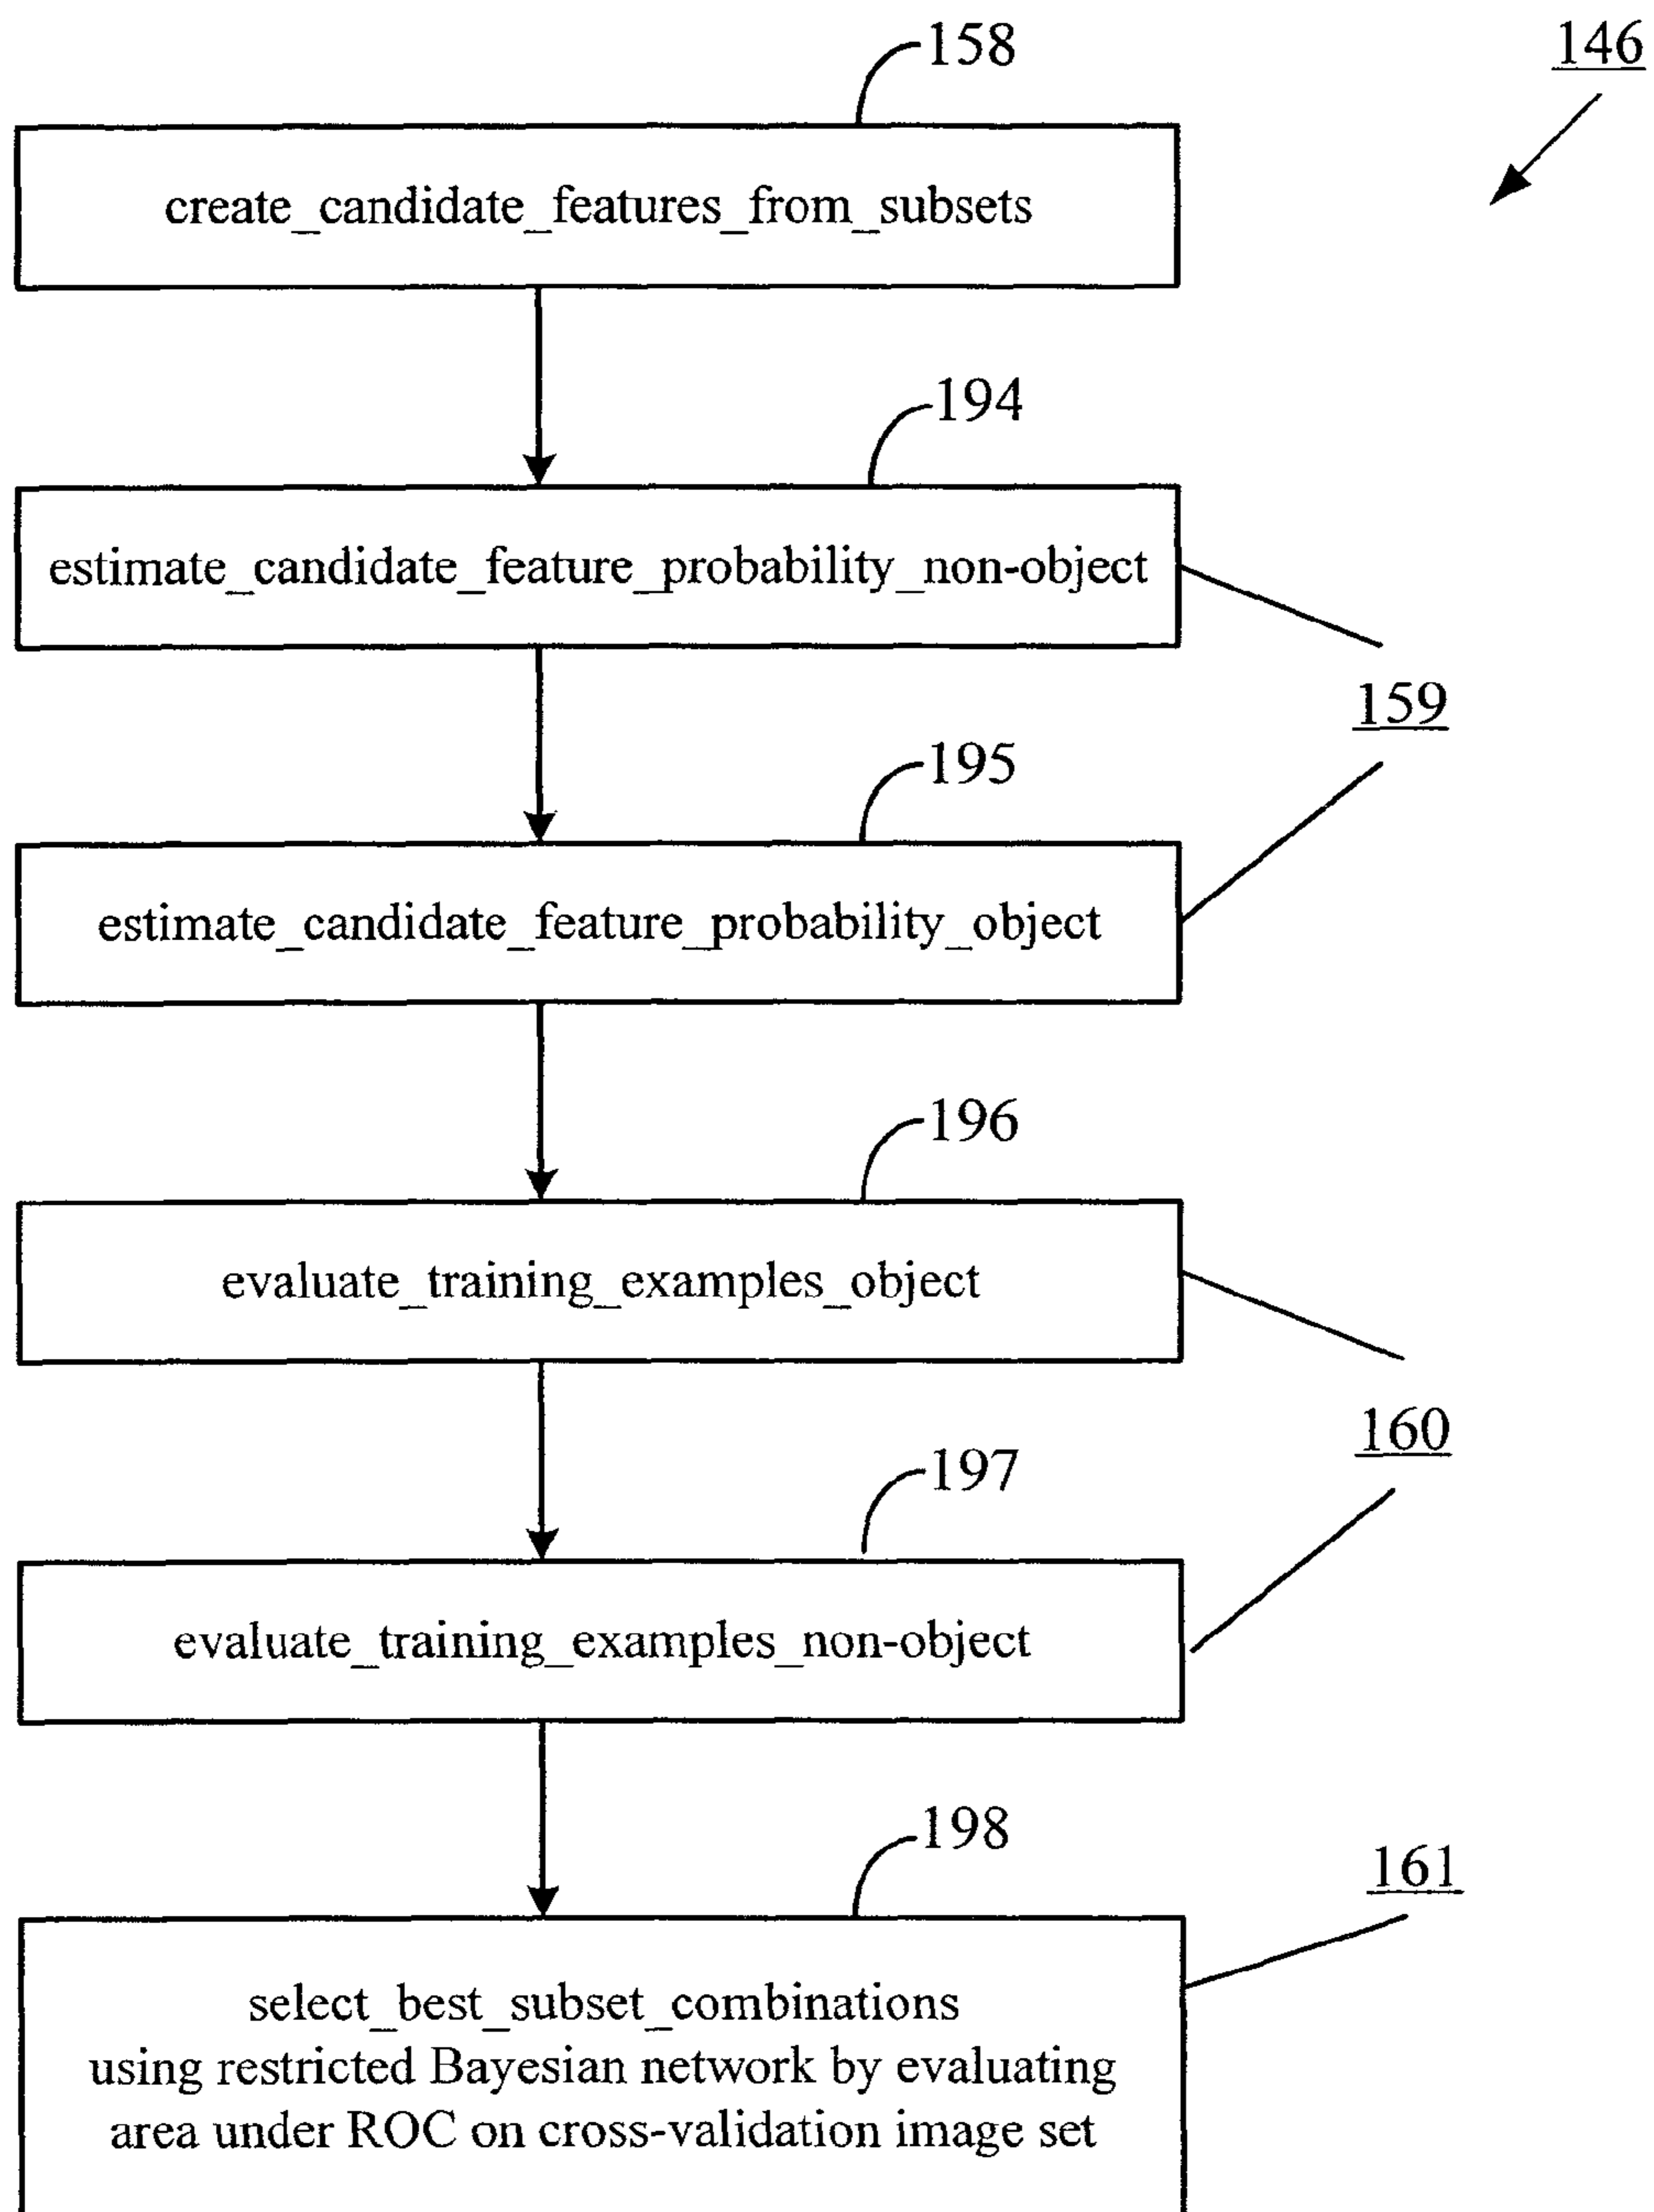 158
146
create_candidate_features_from_subsets
194
estimate_candidate_feature_probability_non-object
159
195
estimate_candidate_feature_probability_object
196
evaluate_training_examples_object
160
197
evaluate_training_examples_non-object
198
161
select_best_subset_combinations
using restricted Bayesian network by evaluating
area under ROC on cross-validation image set